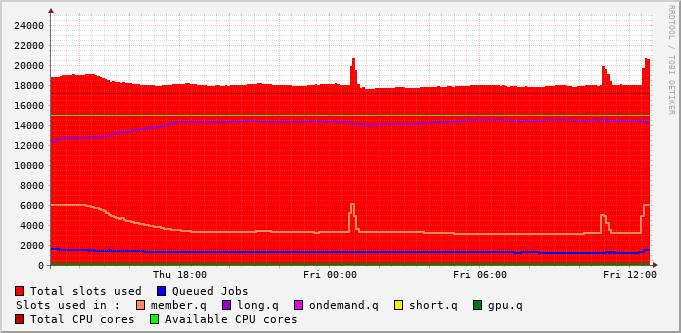 24000
22000
20000
18000
16000
14000
12000
10000
8000
6000
4000
2000
0
Thu 18:00 Fri 00:00 Fri 06:00 Fri 12:00
RRDTOOL / TOBI OETIKER
Total slots used Queued Jobs
Slots used in : member.q long.q ondemand.q short.q gpu.q
Total CPU cores Available CPU cores